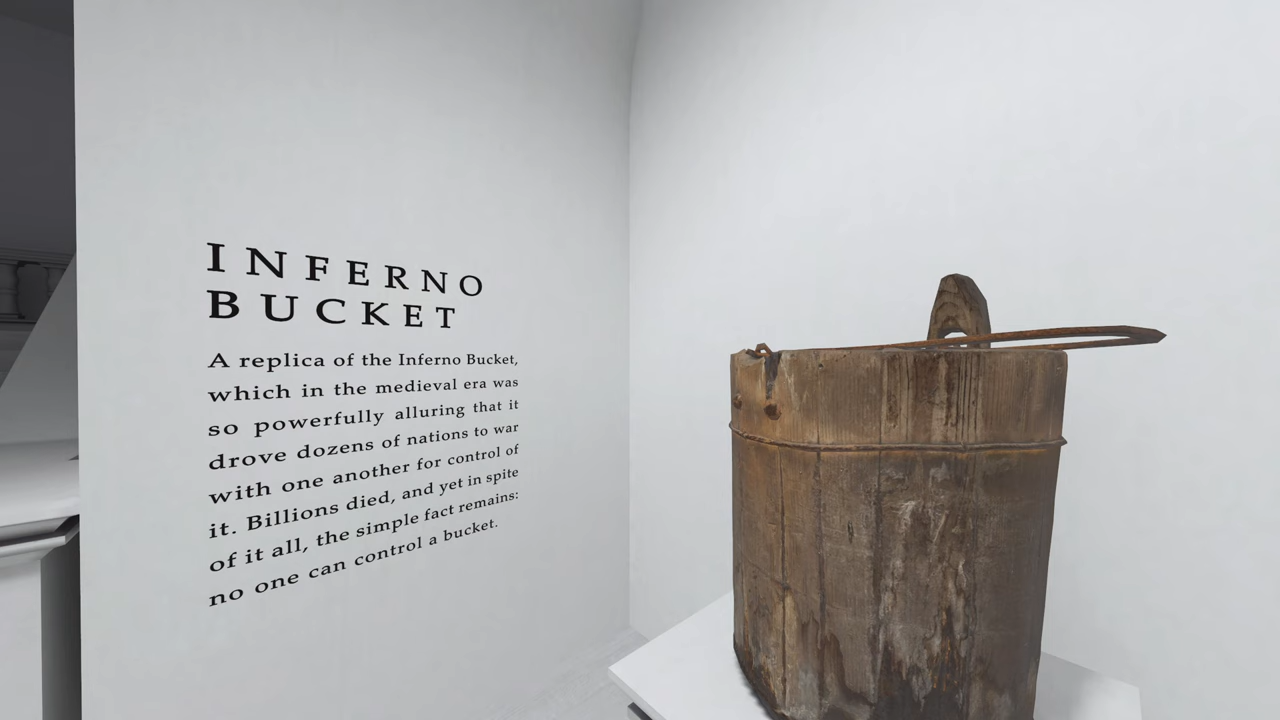 INFERNO
BUCKET
A replica of the Inferno Bucket,
which in the medieval era was
so powerfully alluring that it
drove dozens of nations to war
with one another for control of
it. Billions died, and yet in spite
of it all, the simple fact remains:
no one can control a bucket.